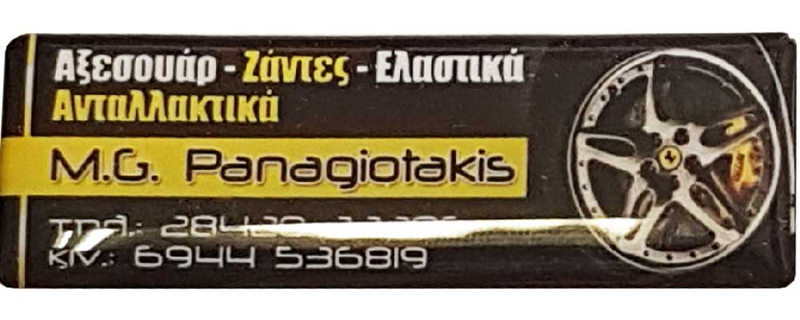 Αξεσουάρ - Ζάντες - Ελαστικά
Ανταλλακτικά
M.G. Panagiotakis
τηλ.:
κιν.: 6944 536819